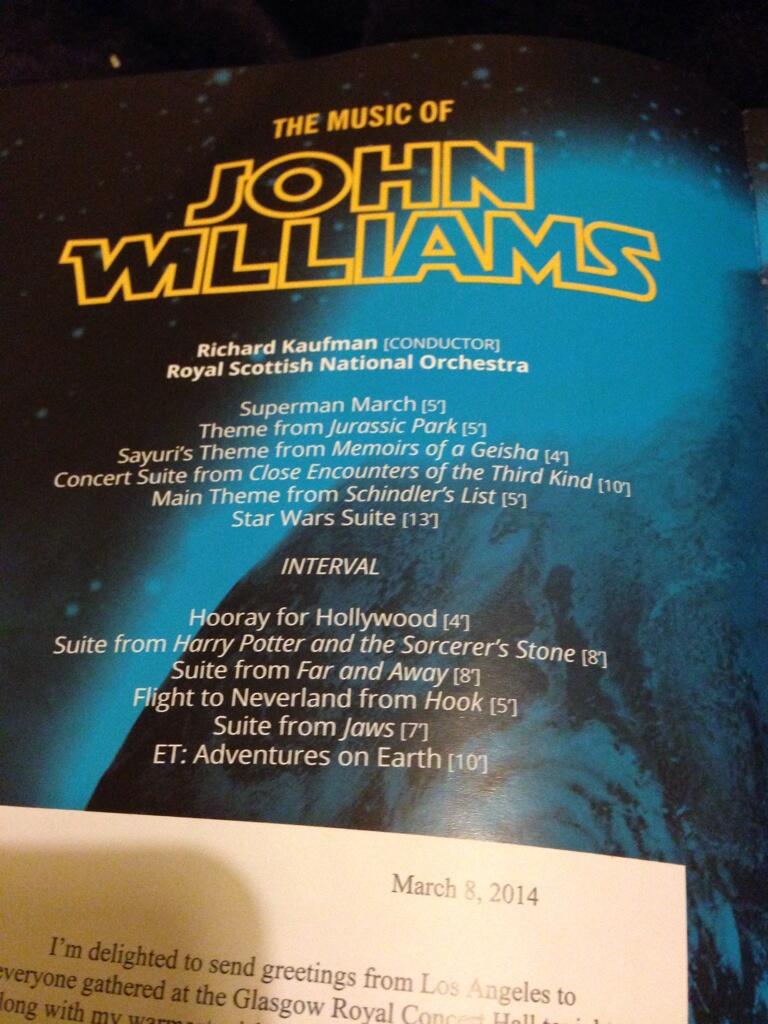 THE MUSIC OF
JOHN
WILLIAMS
Richard Kaufman [CONDUCTOR]
Royal Scottish National Orchestra
Superman March [5']
Theme from Jurassic Park [5']
Sayuri's Theme from Memoirs of a Geisha [4']
Concert Suite from Close Encounters of the Third Kind [10']
Main Theme from Schindler's List [5']
Star Wars Suite [13']
INTERVAL
Hooray for Hollywood [4']
Suite from Harry Potter and the Sorcerer's Stone [8']
Suite from Far and Away [8']
Flight to Neverland from Hook [5']
Suite from Jaws [7']
ET: Adventures on Earth [10']
March 8, 2014
I'm delighted to send greetings from Los Angeles to
everyone gathered at the Glasgow Royal Concert Hall
long with my